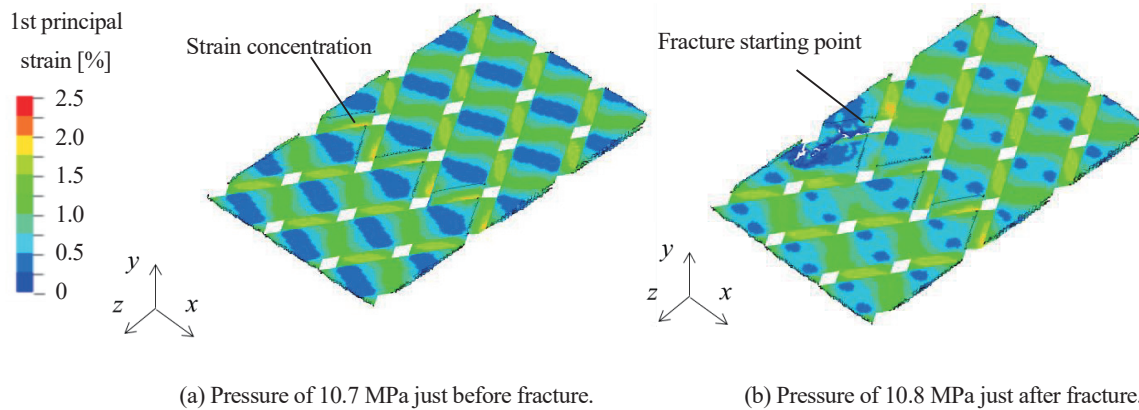 1st principal
strain [%]
2.5
2.0
1.5
1.0
0.5
0
Strain concentration
y
z
x
(a) Pressure of 10.7 MPa just before fracture.
Fracture starting point
y
z
x
(b) Pressure of 10.8 MPa just after fracture.